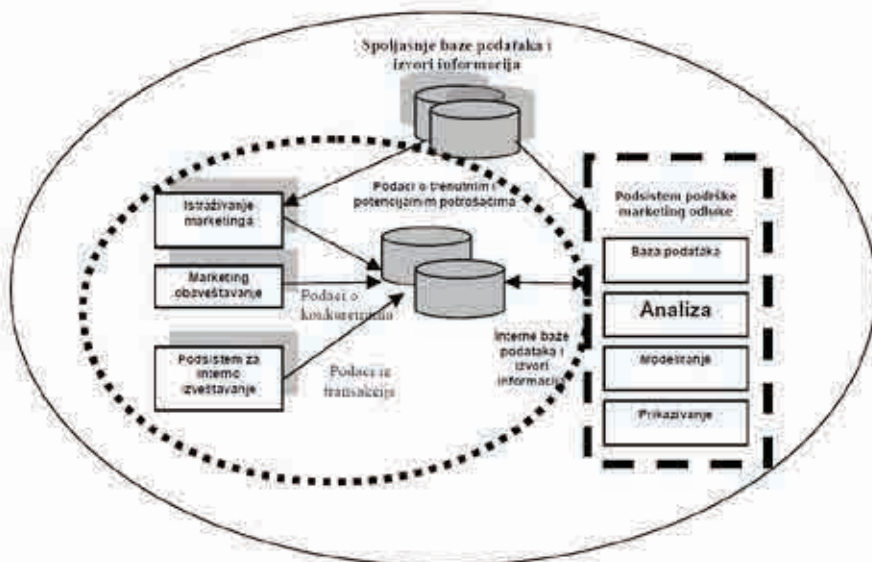 Spoljašnje baze podataka i
izvori informacija
Podaci o trenutnim i
potencijalnim potrošačima
Istraživanje
marketinga
Marketing
obaveštavanje
Podaci o
konkurentima
Podsistem za
interno
izveštavanje
Podaci iz
transakcija
Interne baze
podataka i
izvori
informacija
Podsistem podrške
marketing odluke
Baza podataka
Analiza
Modeliranje
Prikazivanje